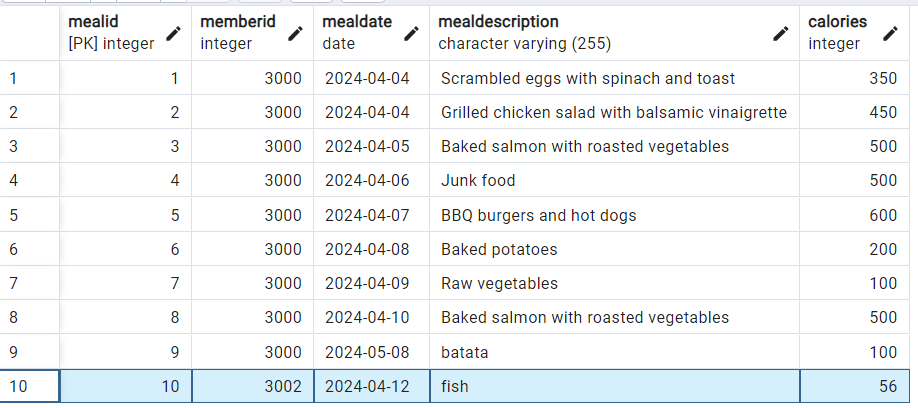 mealid memberid mealdate mealdescription calories
[PK] integer integer date character varying (255) integer
1 1 3000 2024-04-04 Scrambled eggs with spinach and toast 350
2 2 3000 2024-04-04 Grilled chicken salad with balsamic vinaigrette 450
3 3 3000 2024-04-05 Baked salmon with roasted vegetables 500
4 4 3000 2024-04-06 Junk food 500
5 5 3000 2024-04-07 BBQ burgers and hot dogs 600
6 6 3000 2024-04-08 Baked potatoes 200
7 7 3000 2024-04-09 Raw vegetables 100
8 8 3000 2024-04-10 Baked salmon with roasted vegetables 500
9 9 3000 2024-05-08 batata 100
10 10 3002 2024-04-12 fish 56